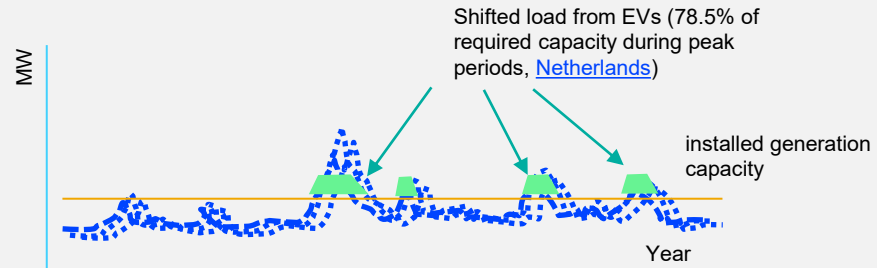 Shifted load from EVs (78.5% of
required capacity during peak
periods, Netherlands)
MW
installed generation
capacity
Year